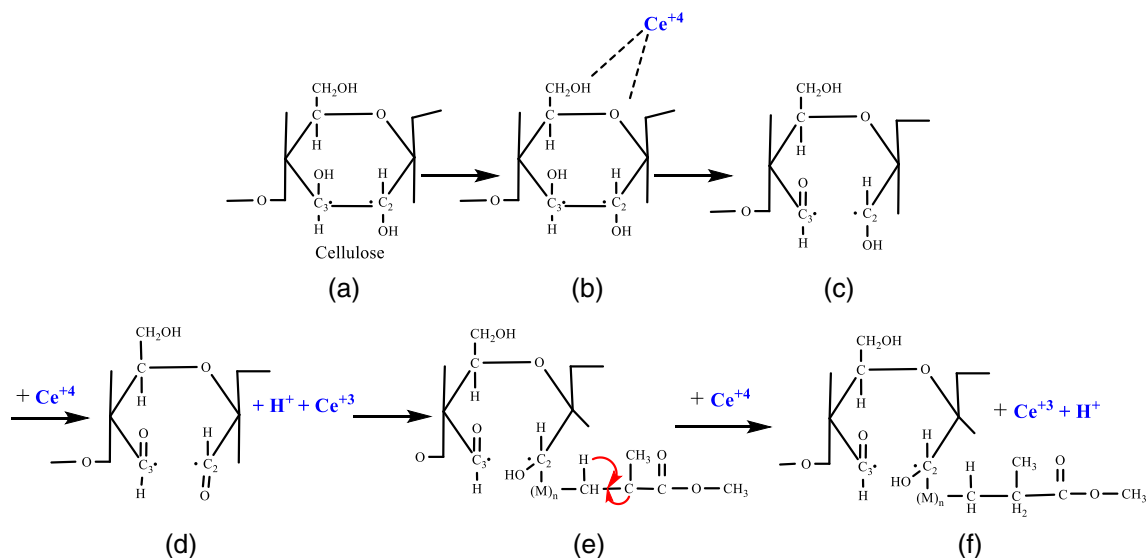 Ce+4
CH2OH CH2OH CH2OH
C O C O C O
H H H
OH H OH H O H
O C3• •C2 O C3• •C2 O C3• •C2
H OH H OH H OH
Cellulose
(a) (b) (c)
CH2OH CH2OH CH2OH
C O C O C O
+ Ce+4 H + H+ + Ce+3 H + Ce+4 H + Ce+3 + H+
O H O H O H
O C3• •C2 O C3• •C2 H CH3 O O C3• •C2 CH3 O
H O H HO (M)n CH C C O CH3 H HO (M)n C C C O CH3
H H2
(d) (e) (f)